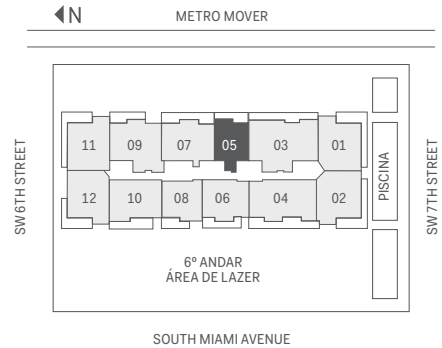 N
METRO MOVER
SW 6TH STREET
11
09
07
05
03
01
12
10
08
06
04
02
PISCINA
SW 7TH STREET
6º ANDAR
ÁREA DE LAZER
SOUTH MIAMI AVENUE